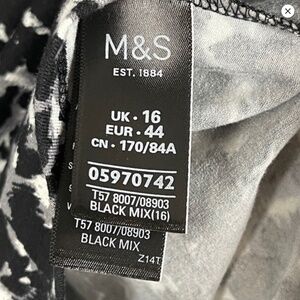 M&S
EST. 1884
UK · 16
EUR · 44
CN · 170/84A
05970742
T57 8007/08903
BLACK MIX(16)
T57 8007/08903
BLACK MIX
Z14T